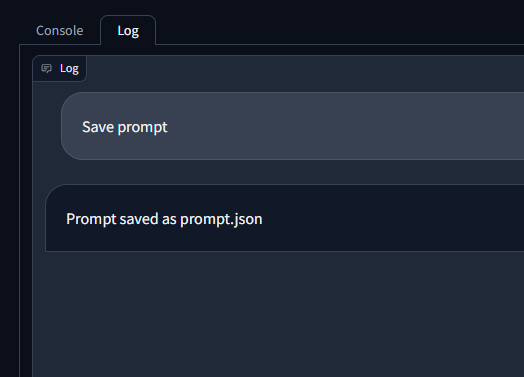 Console Log
Log
Save prompt
Prompt saved as prompt.json